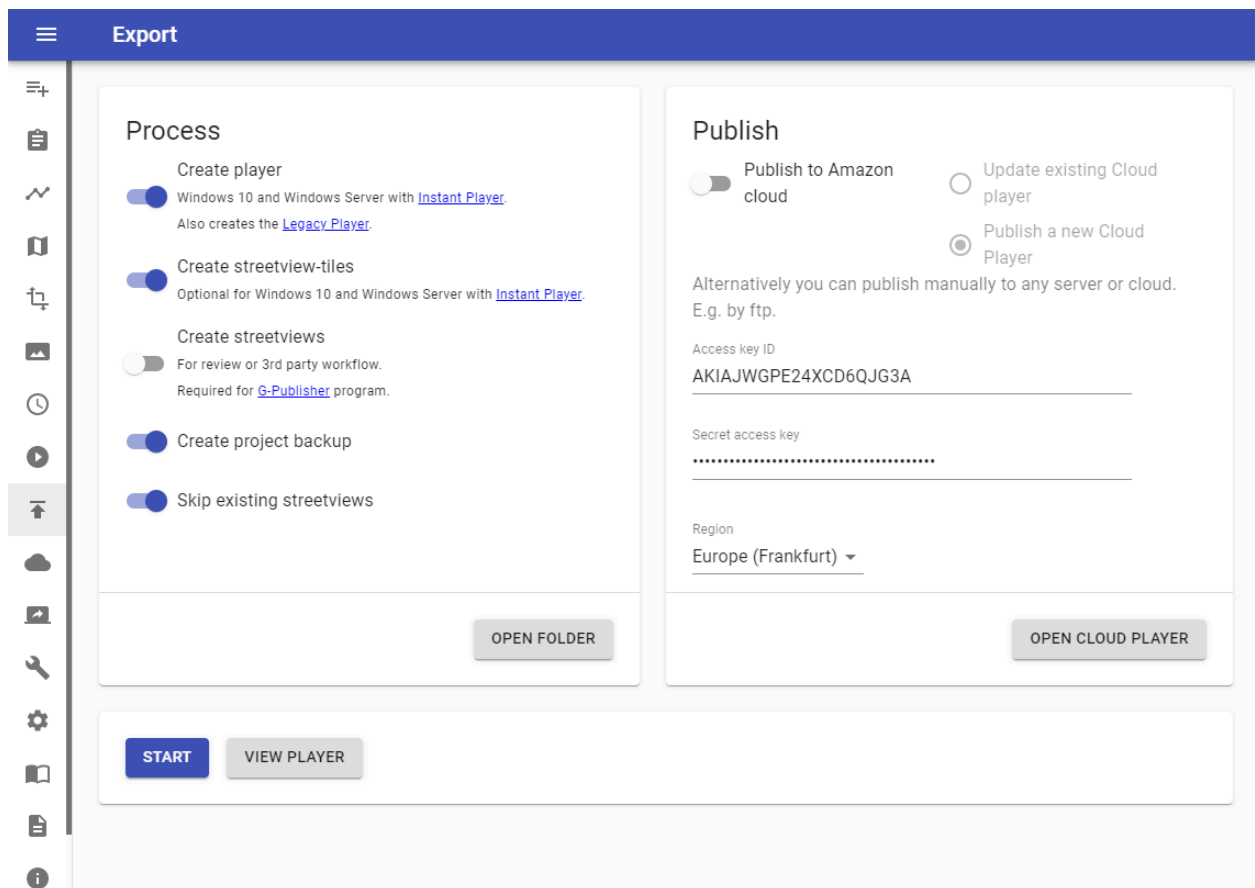 Export
Process
Create player
Windows 10 and Windows Server with Instant Player.
Also creates the Legacy Player.
Create streetview-tiles
Optional for Windows 10 and Windows Server with Instant Player.
Create streetviews
For review or 3rd party workflow.
Required for G-Publisher program.
Create project backup
Skip existing streetviews
OPEN FOLDER
Publish
Publish to Amazon
cloud
Update existing Cloud
player
Publish a new Cloud
Player
Alternatively you can publish manually to any server or cloud.
E.g. by ftp.
Access key ID
AKIAJWGPE24XCD6QJG3A
Secret access key
••••••••••••••••••••••••••••••••••••••••
Region
Europe (Frankfurt)
OPEN CLOUD PLAYER
START
VIEW PLAYER